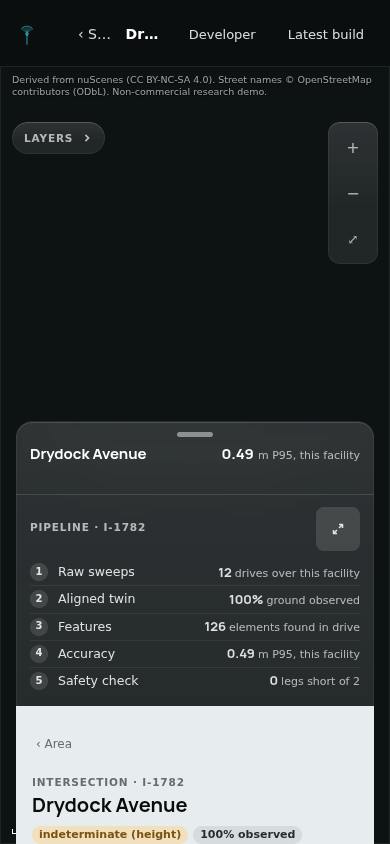 ‹ S… Dr… Developer Latest build
Derived from nuScenes (CC BY-NC-SA 4.0). Street names © OpenStreetMap
contributors (ODbL). Non-commercial research demo.
LAYERS ›
+
−
⤢
Drydock Avenue 0.49 m P95, this facility
PIPELINE · I-1782
1 Raw sweeps 12 drives over this facility
2 Aligned twin 100% ground observed
3 Features 126 elements found in drive
4 Accuracy 0.49 m P95, this facility
5 Safety check 0 legs short of 2
‹ Area
INTERSECTION · I-1782
Drydock Avenue
indeterminate (height) 100% observed